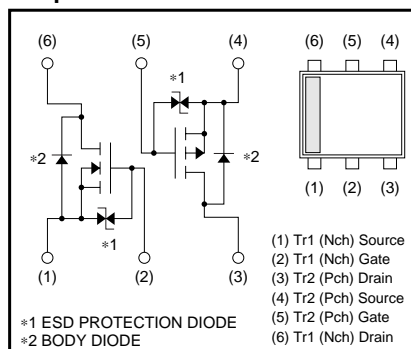 (6) (5) (4)
∗1
∗2
∗2
∗1
(1) (2) (3)
(6) (5) (4)
(1) (2) (3)
(1) Tr1 (Nch) Source
(2) Tr1 (Nch) Gate
(3) Tr2 (Pch) Drain
(4) Tr2 (Pch) Source
(5) Tr2 (Pch) Gate
(6) Tr1 (Nch) Drain
∗1 ESD PROTECTION DIODE
∗2 BODY DIODE